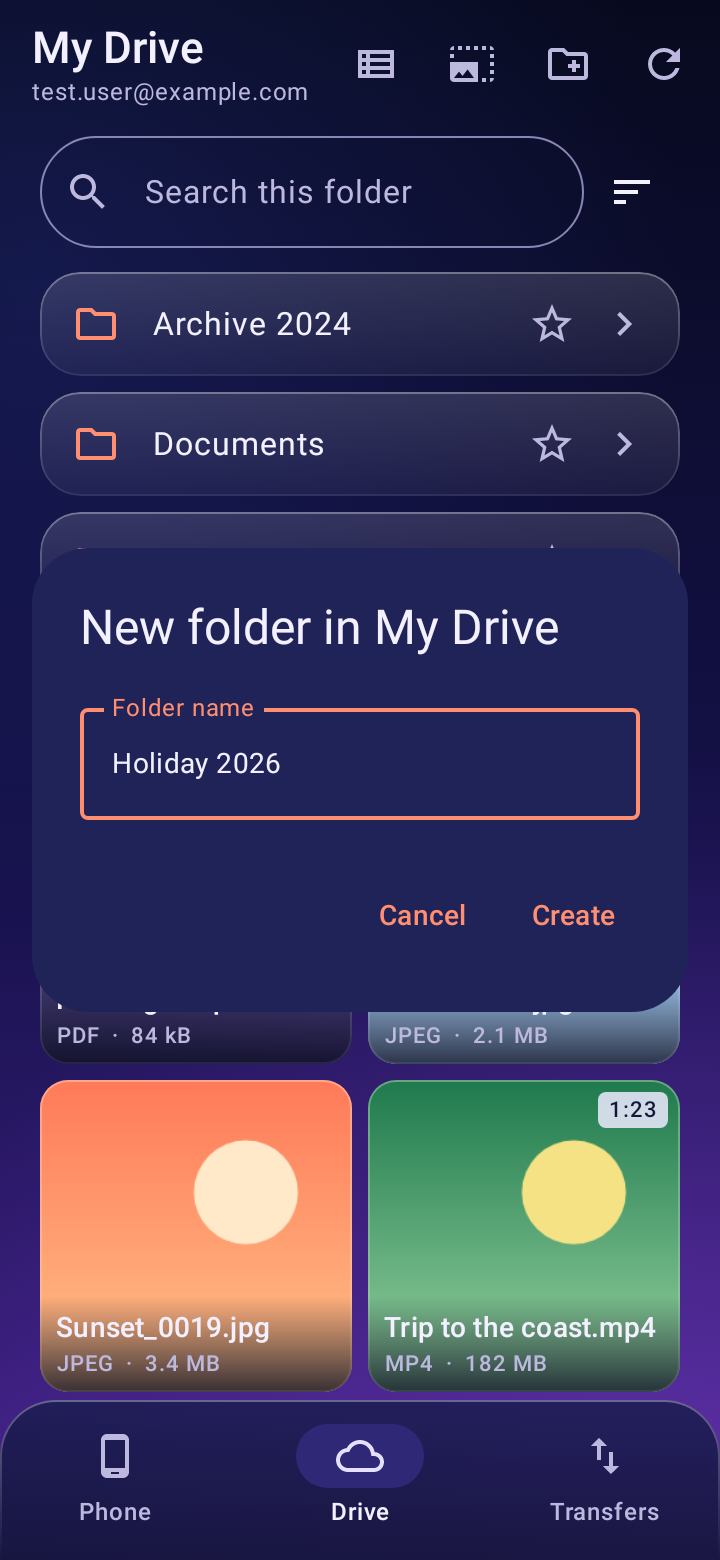 My Drive
test.user@example.com
Search this folder
Archive 2024
Documents
New folder in My Drive
Folder name
Holiday 2026
Cancel
Create
PDF · 84 kB
JPEG · 2.1 MB
1:23
Sunset_0019.jpg
JPEG · 3.4 MB
Trip to the coast.mp4
MP4 · 182 MB
Phone
Drive
Transfers